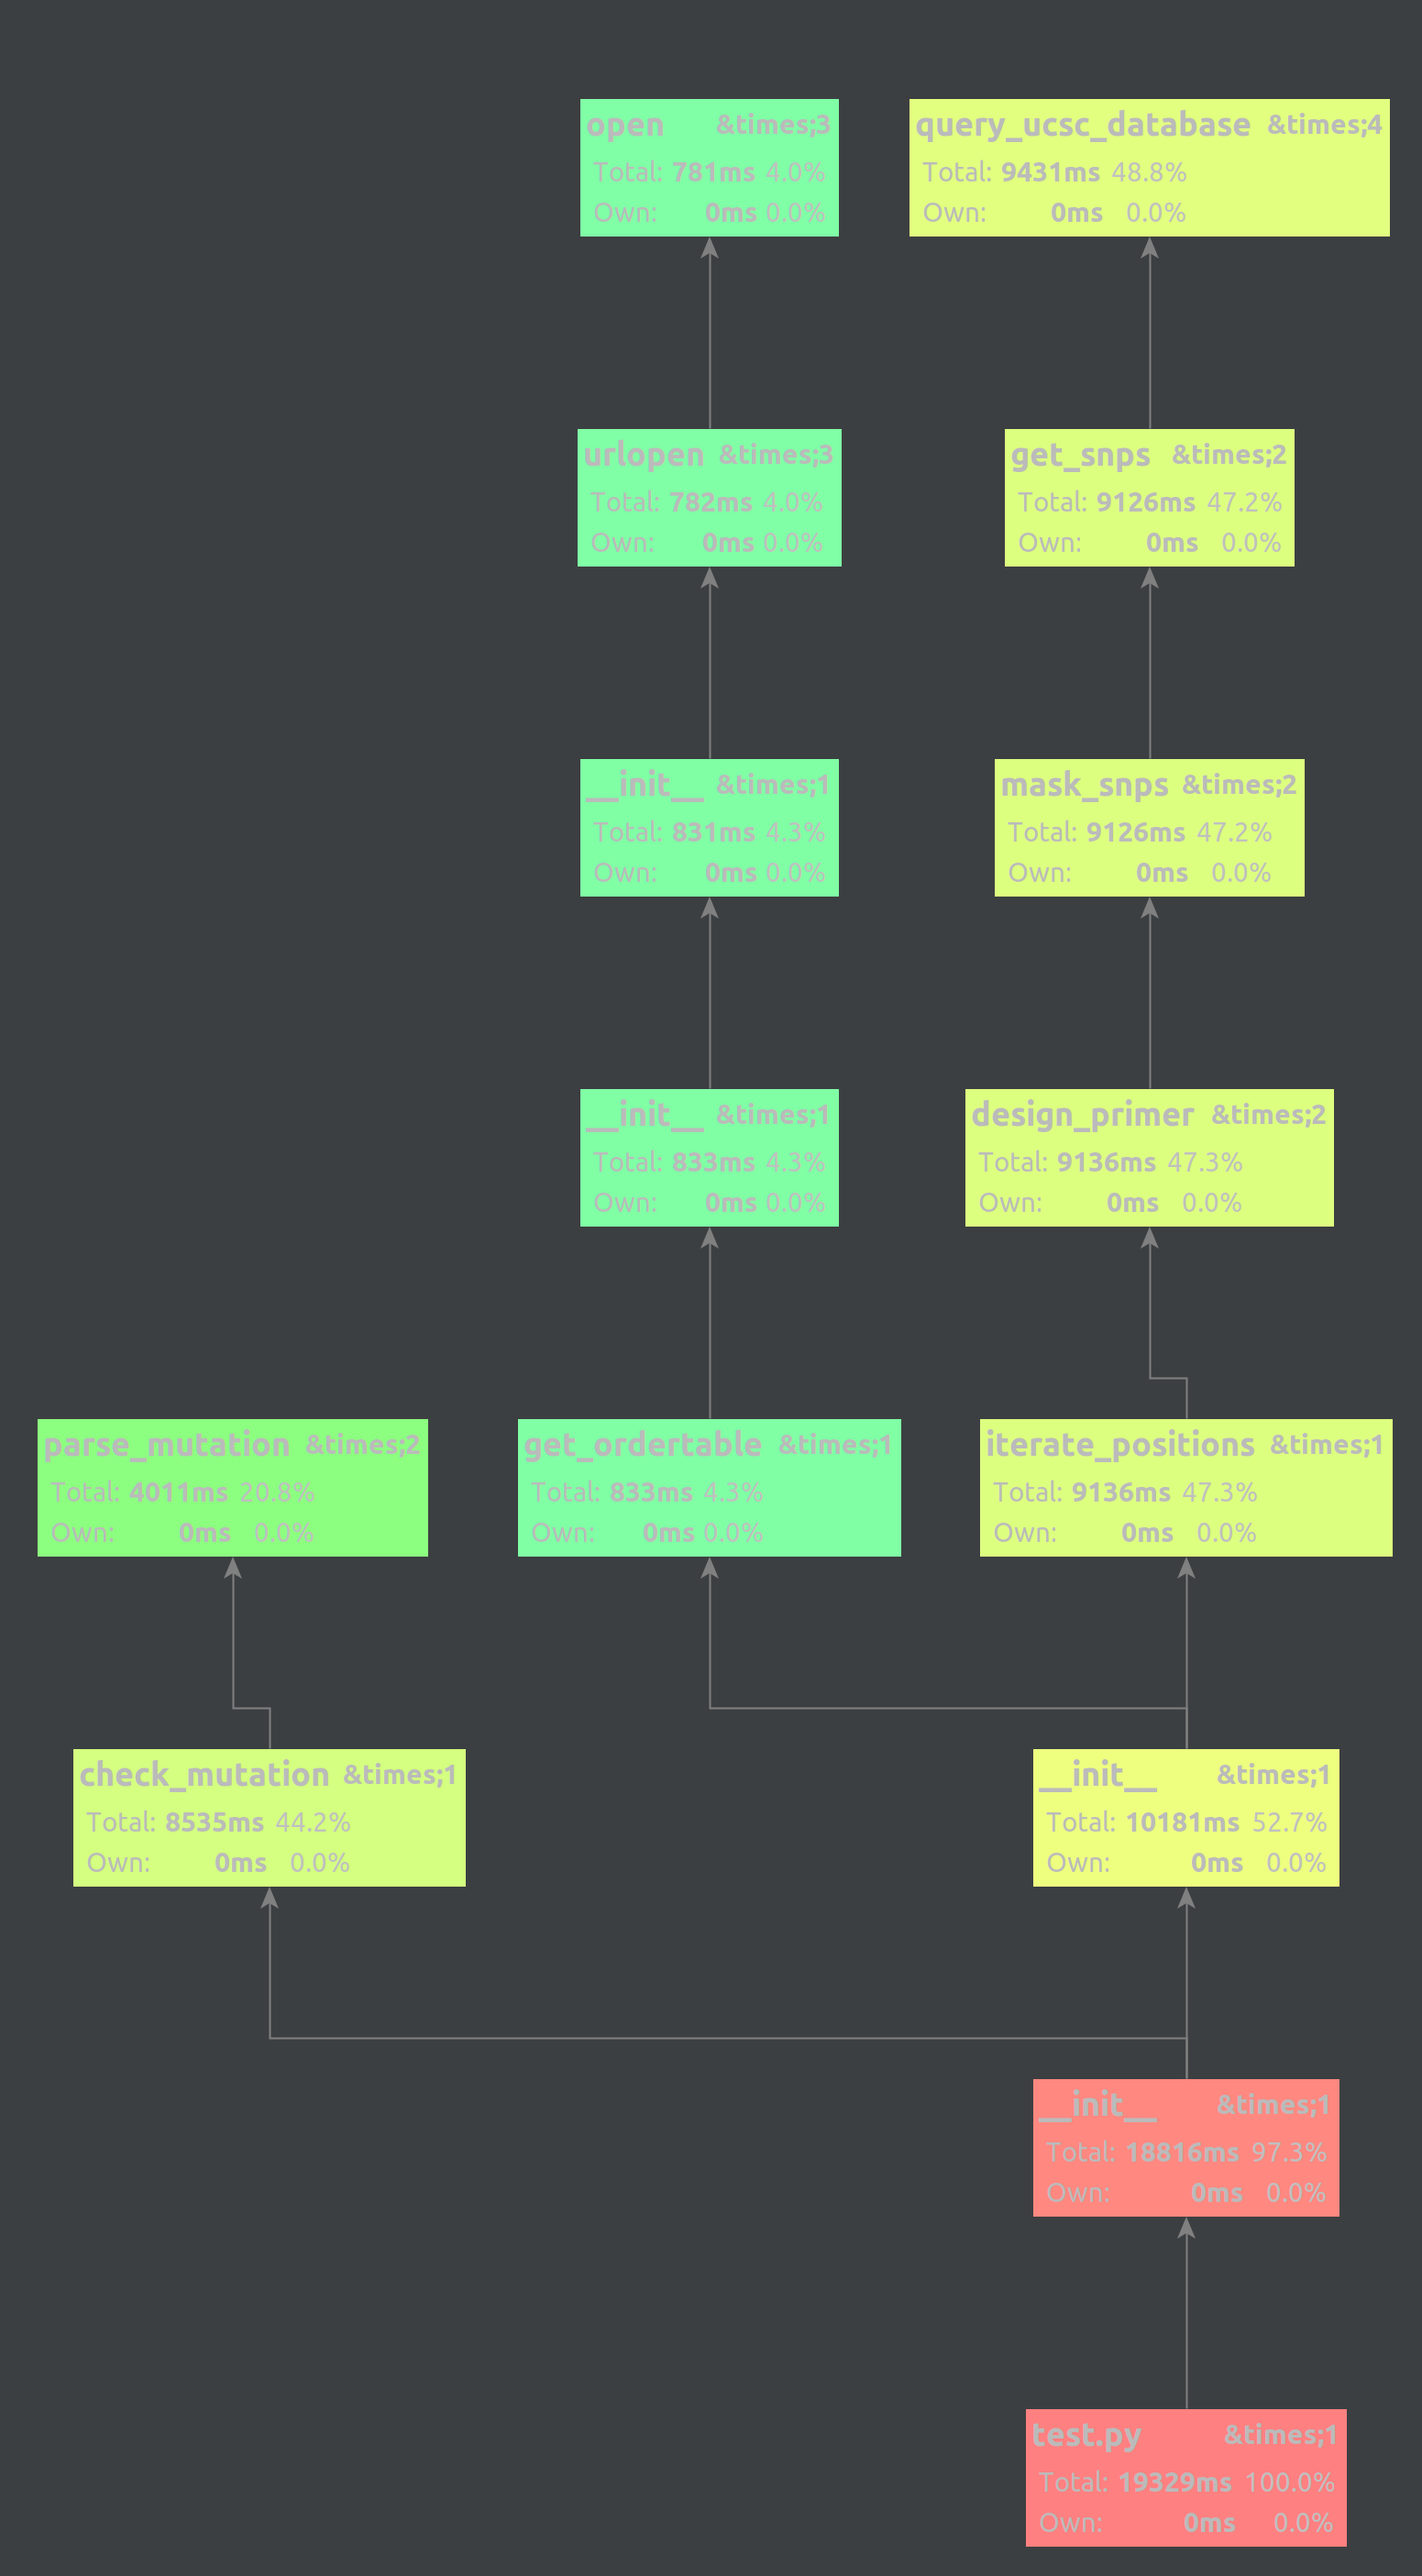 open &times;3
Total: 781ms 4.0%
Own: 0ms 0.0%
query_ucsc_database &times;4
Total: 9431ms 48.8%
Own: 0ms 0.0%
urlopen &times;3
Total: 782ms 4.0%
Own: 0ms 0.0%
get_snps &times;2
Total: 9126ms 47.2%
Own: 0ms 0.0%
__init__ &times;1
Total: 831ms 4.3%
Own: 0ms 0.0%
mask_snps &times;2
Total: 9126ms 47.2%
Own: 0ms 0.0%
__init__ &times;1
Total: 833ms 4.3%
Own: 0ms 0.0%
design_primer &times;2
Total: 9136ms 47.3%
Own: 0ms 0.0%
parse_mutation &times;2
Total: 4011ms 20.8%
Own: 0ms 0.0%
get_ordertable &times;1
Total: 833ms 4.3%
Own: 0ms 0.0%
iterate_positions &times;1
Total: 9136ms 47.3%
Own: 0ms 0.0%
check_mutation &times;1
Total: 8535ms 44.2%
Own: 0ms 0.0%
__init__ &times;1
Total: 10181ms 52.7%
Own: 0ms 0.0%
__init__ &times;1
Total: 18816ms 97.3%
Own: 0ms 0.0%
test.py &times;1
Total: 19329ms 100.0%
Own: 0ms 0.0%